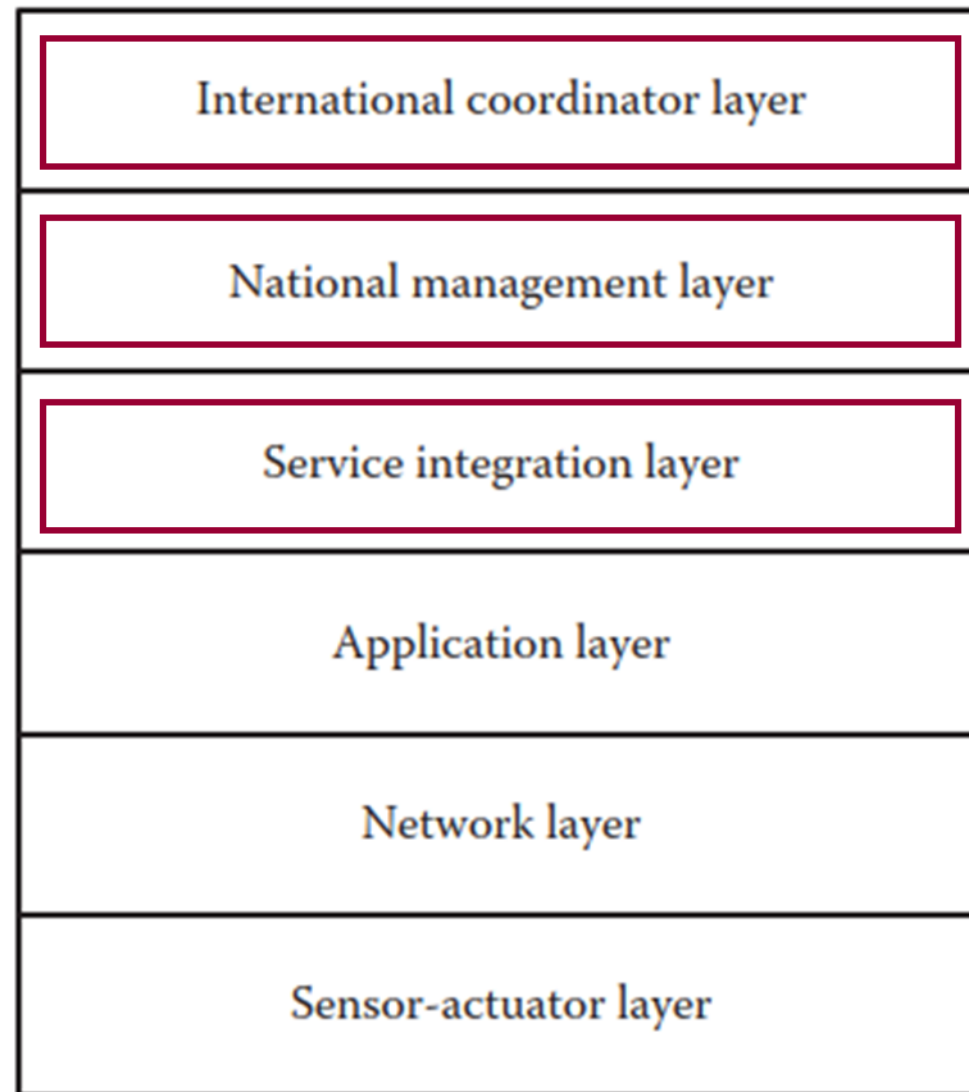 International coordinator layer
National management layer
Service integration layer
Application layer
Network layer
Sensor-actuator layer